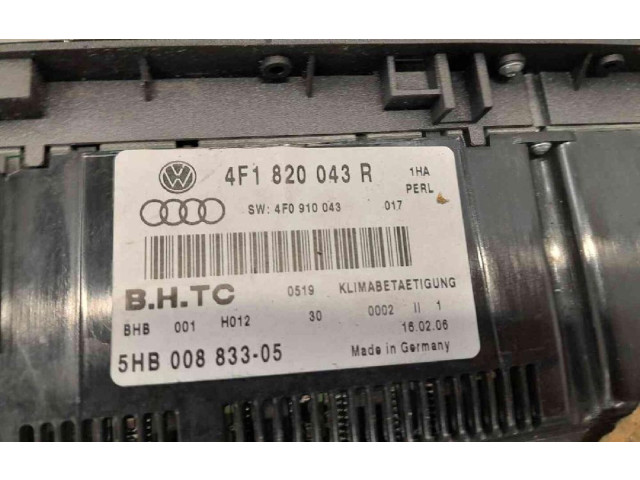 4F1 820 043 R 1HA
PERL
SW: 4F0 910 043 017
B.H.TC 0519 KLIMABETAETIGUNG
BHB 001 H012 30 0002 II 1
16.02.06
5HB 008 833-05 Made in Germany